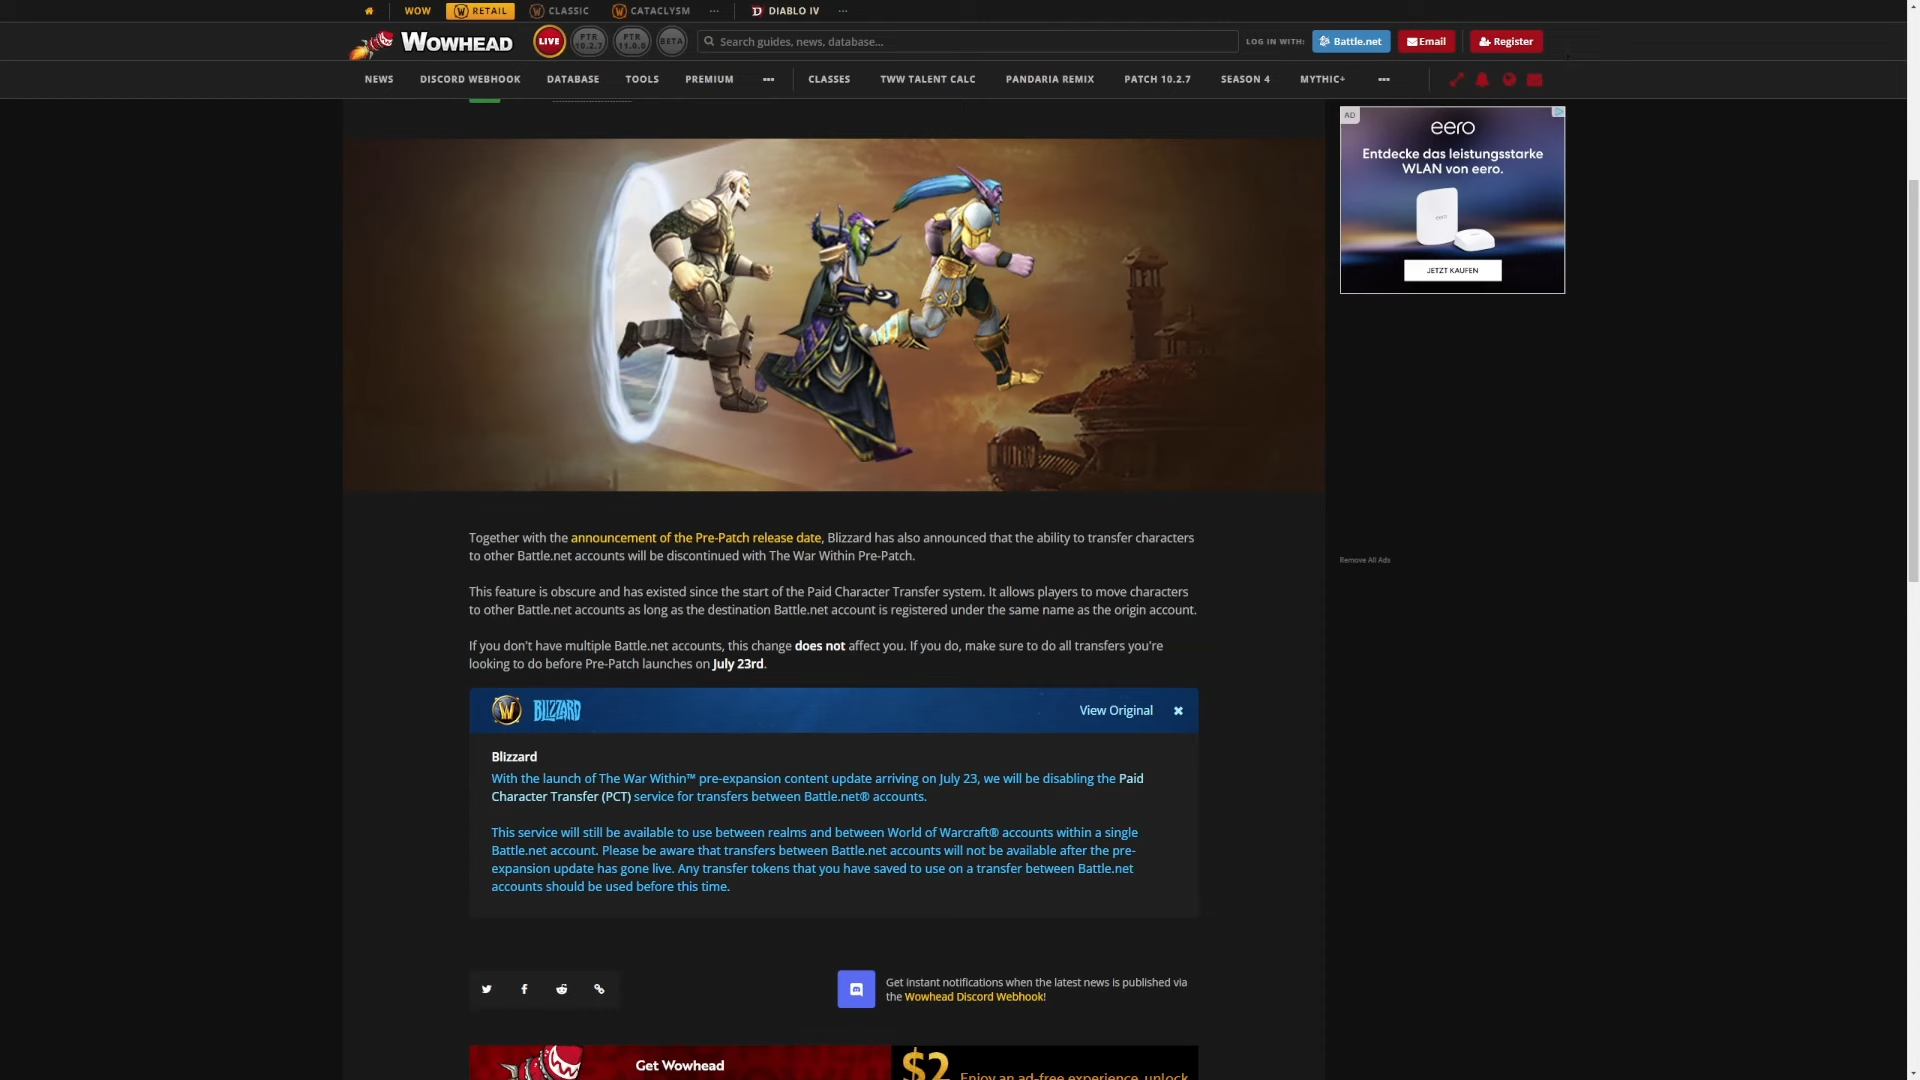 WOW
RETAIL
CLASSIC
CATACLYSM
DIABLO IV
WOWHEAD
LIVE
PTR
10.2.7
PTR
11.0.0
BETA
Search guides, news, database...
LOG IN WITH:
Battle.net
Email
Register
NEWS
DISCORD WEBHOOK
DATABASE
TOOLS
PREMIUM
CLASSES
TWW TALENT CALC
PANDARIA REMIX
PATCH 10.2.7
SEASON 4
MYTHIC+
AD
eero
Entdecke das leistungsstarke
WLAN von eero.
eero
JETZT KAUFEN
Together with the announcement of the Pre-Patch release date, Blizzard has also announced that the ability to transfer characters
to other Battle.net accounts will be discontinued with The War Within Pre-Patch.
Remove All Ads
This feature is obscure and has existed since the start of the Paid Character Transfer system. It allows players to move characters
to other Battle.net accounts as long as the destination Battle.net account is registered under the same name as the origin account.
If you don't have multiple Battle.net accounts, this change does not affect you. If you do, make sure to do all transfers you're
looking to do before Pre-Patch launches on July 23rd.
W BLIZZARD
View Original
Blizzard
With the launch of The War Within™ pre-expansion content update arriving on July 23, we will be disabling the Paid
Character Transfer (PCT) service for transfers between Battle.net® accounts.
This service will still be available to use between realms and between World of Warcraft® accounts within a single
Battle.net account. Please be aware that transfers between Battle.net accounts will not be available after the pre-
expansion update has gone live. Any transfer tokens that you have saved to use on a transfer between Battle.net
accounts should be used before this time.
Get instant notifications when the latest news is published via
the Wowhead Discord Webhook!
Get Wowhead
$2
Enjoy an ad-free experience, unlock